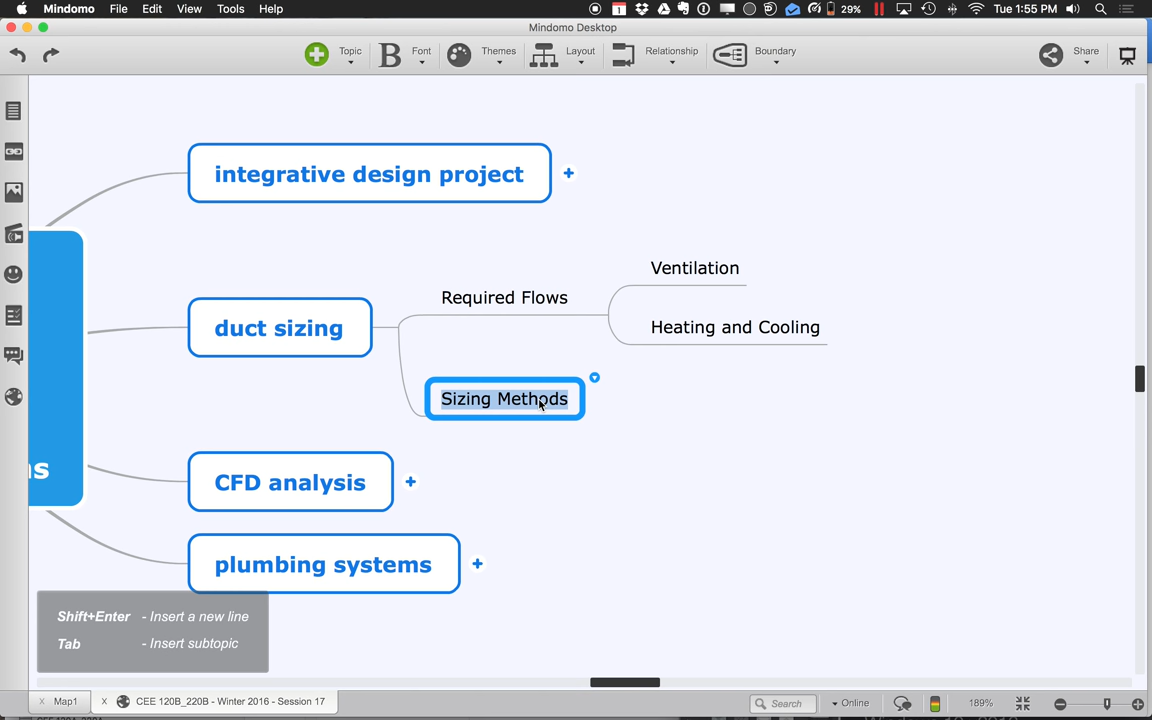 Mindomo File Edit View Tools Help
1
29%
Tue 1:55 PM
Mindomo Desktop
Topic
B
Font
Themes
Layout
Relationship
Boundary
Share
integrative design project
Ventilation
Required Flows
Heating and Cooling
duct sizing
Sizing Methods
ns
CFD analysis
plumbing systems
Shift+Enter - Insert a new line
Tab - Insert subtopic
x Map1
x CEE 120B_220B - Winter 2016 - Session 17
Search
Online
189%